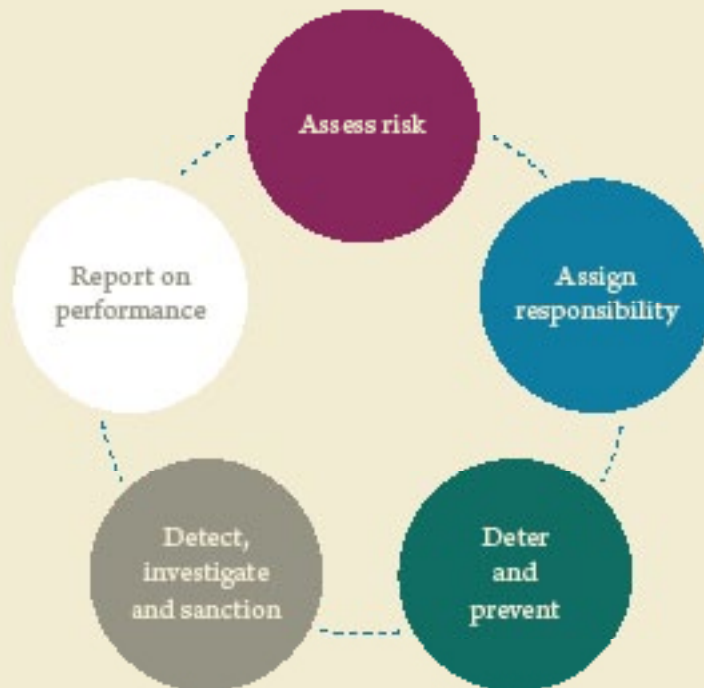 Assess risk
Assign
responsibility
Deter
and
prevent
Detect,
investigate
and sanction
Report on
performance